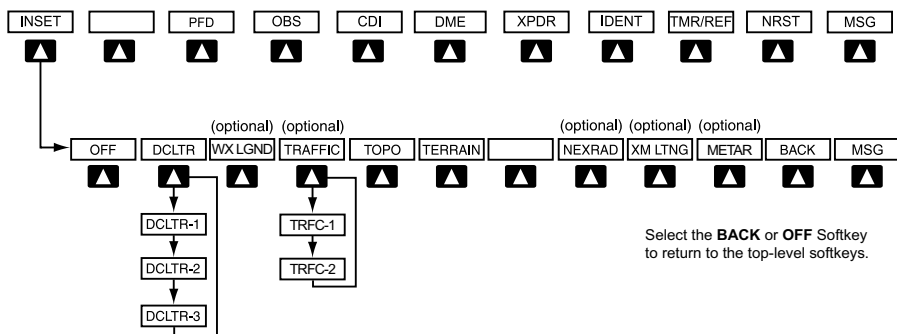 INSET PFD OBS CDI DME XPDR IDENT TMR/REF NRST MSG
(optional) (optional) (optional) (optional) (optional)
OFF DCLTR WX LGND TRAFFIC TOPO TERRAIN NEXRAD XM LTNG METAR BACK MSG
DCLTR-1 TRFC-1
DCLTR-2 TRFC-2
DCLTR-3
Select the BACK or OFF Softkey
to return to the top-level softkeys.